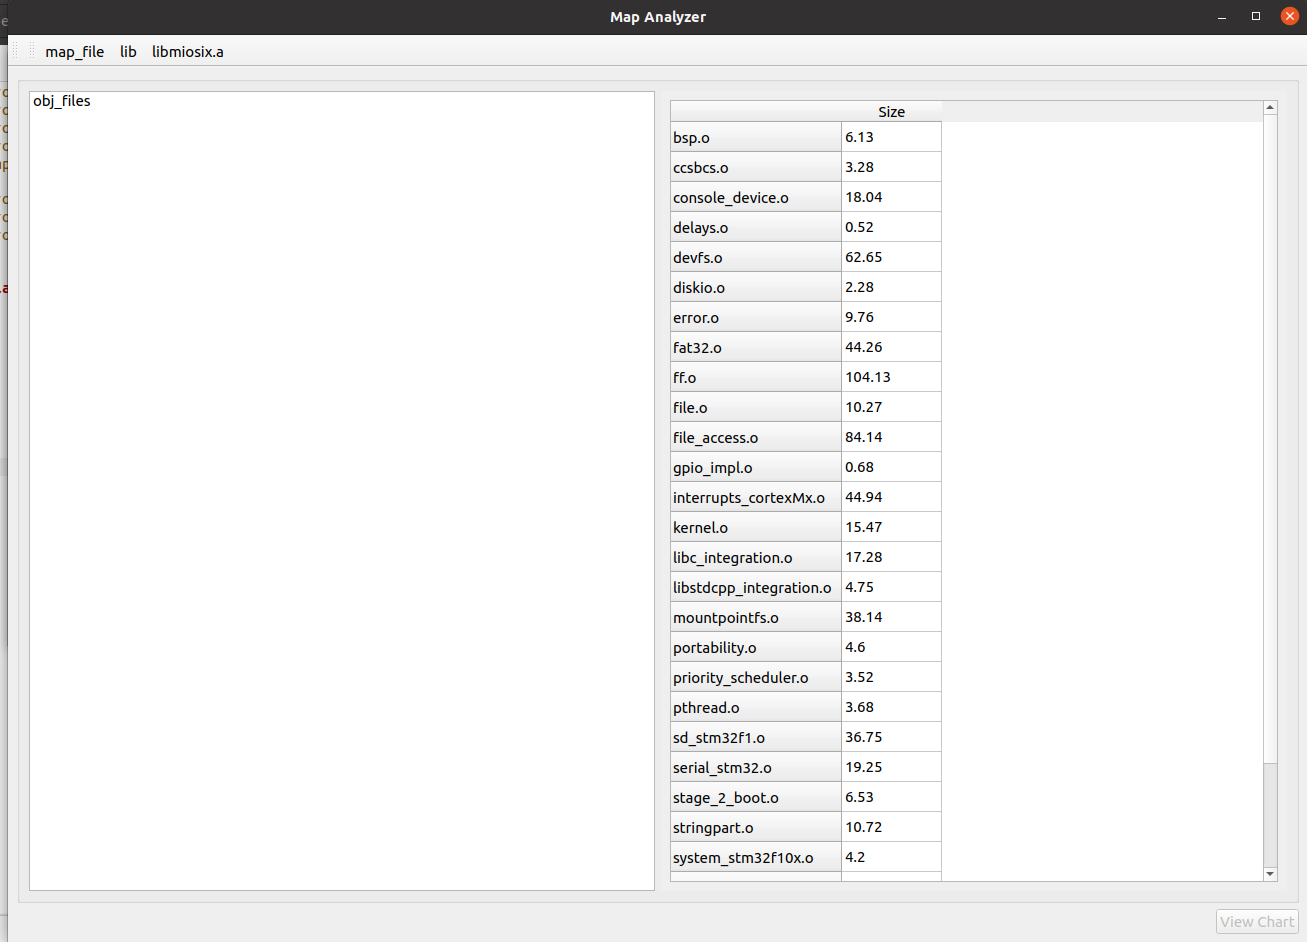 Map Analyzer
map_file lib libmiosix.a
obj_files
Size
bsp.o 6.13
ccsbcs.o 3.28
console_device.o 18.04
delays.o 0.52
devfs.o 62.65
diskio.o 2.28
error.o 9.76
fat32.o 44.26
ff.o 104.13
file.o 10.27
file_access.o 84.14
gpio_impl.o 0.68
interrupts_cortexMx.o 44.94
kernel.o 15.47
libc_integration.o 17.28
libstdcpp_integration.o 4.75
mountpointfs.o 38.14
portability.o 4.6
priority_scheduler.o 3.52
pthread.o 3.68
sd_stm32f1.o 36.75
serial_stm32.o 19.25
stage_2_boot.o 6.53
stringpart.o 10.72
system_stm32f10x.o 4.2
View Chart